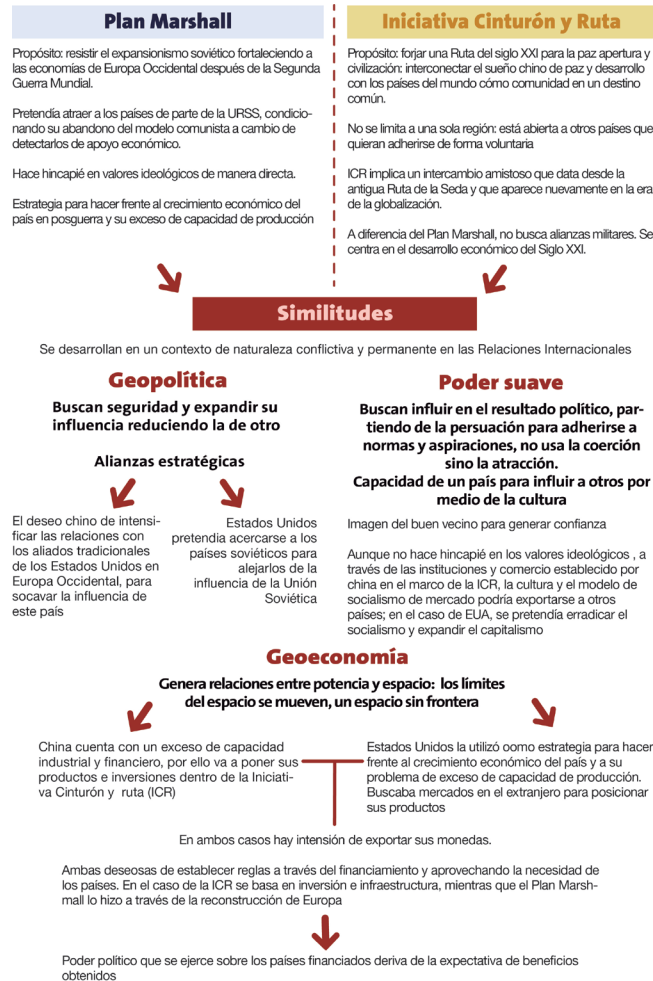 Plan Marshall
Propósito: resistir el expansionismo soviético fortaleciendo a
las economías de Europa Occidental después de la Segunda
Guerra Mundial.
Pretendía atraer a los países de parte de la URSS, condicio-
nando su abandono del modelo comunista a cambio de
detectarlos de apoyo económico.
Hace hincapié en valores ideológicos de manera directa.
Estrategia para hacer frente al crecimiento económico del
país en posguerra y su exceso de capacidad de producción
Iniciativa Cinturón y Ruta
Propósito: forjar una Ruta del siglo XXI para la paz apertura y
civilización: interconectar el sueño chino de paz y desarrollo
con los países del mundo cómo comunidad en un destino
común.
No se limita a una sola región: está abierta a otros países que
quieran adherirse de forma voluntaria
ICR implica un intercambio amistoso que data desde la
antigua Ruta de la Seda y que aparece nuevamente en la era
de la globalización.
A diferencia del Plan Marshall, no busca alianzas militares. Se
centra en el desarrollo económico del Siglo XXI.
Similitudes
Se desarrollan en un contexto de naturaleza conflictiva y permanente en las Relaciones Internacionales
Geopolítica
Buscan seguridad y expandir su
influencia reduciendo la de otro
Alianzas estratégicas
El deseo chino de intensi-
ficar las relaciones con
los aliados tradicionales
de los Estados Unidos en
Europa Occidental, para
socavar la influencia de
este país
Estados Unidos
pretendia acercarse a los
países soviéticos para
alejarlos de la
influencia de la Unión
Soviética
Poder suave
Buscan influir en el resultado político, par-
tiendo de la persuación para adherirse a
normas y aspiraciones, no usa la coerción
sino la atracción.
Capacidad de un país para influir a otros por
medio de la cultura
Imagen del buen vecino para generar confianza
Aunque no hace hincapié en los valores ideológicos , a
través de las instituciones y comercio establecido por
china en el marco de la ICR, la cultura y el modelo de
socialismo de mercado podría exportarse a otros
países; en el caso de EUA, se pretendía erradicar el
socialismo y expandir el capitalismo
Geoeconomía
Genera relaciones entre potencia y espacio: los límites
del espacio se mueven, un espacio sin frontera
China cuenta con un exceso de capacidad
industrial y financiero, por ello va a poner sus
productos e inversiones dentro de la Iniciati-
va Cinturón y ruta (ICR)
Estados Unidos la utilizó oomo estrategia para hacer
frente al crecimiento económico del país y a su
problema de exceso de capacidad de producción.
Buscaba mercados en el extranjero para posicionar
sus productos
En ambos casos hay intensión de exportar sus monedas.
Ambas deseosas de establecer reglas a través del financiamiento y aprovechando la necesidad de
los países. En el caso de la ICR se basa en inversión e infraestructura, mientras que el Plan Marsh-
mall lo hizo a través de la reconstrucción de Europa
Poder político que se ejerce sobre los países financiados deriva de la expectativa de beneficios
obtenidos